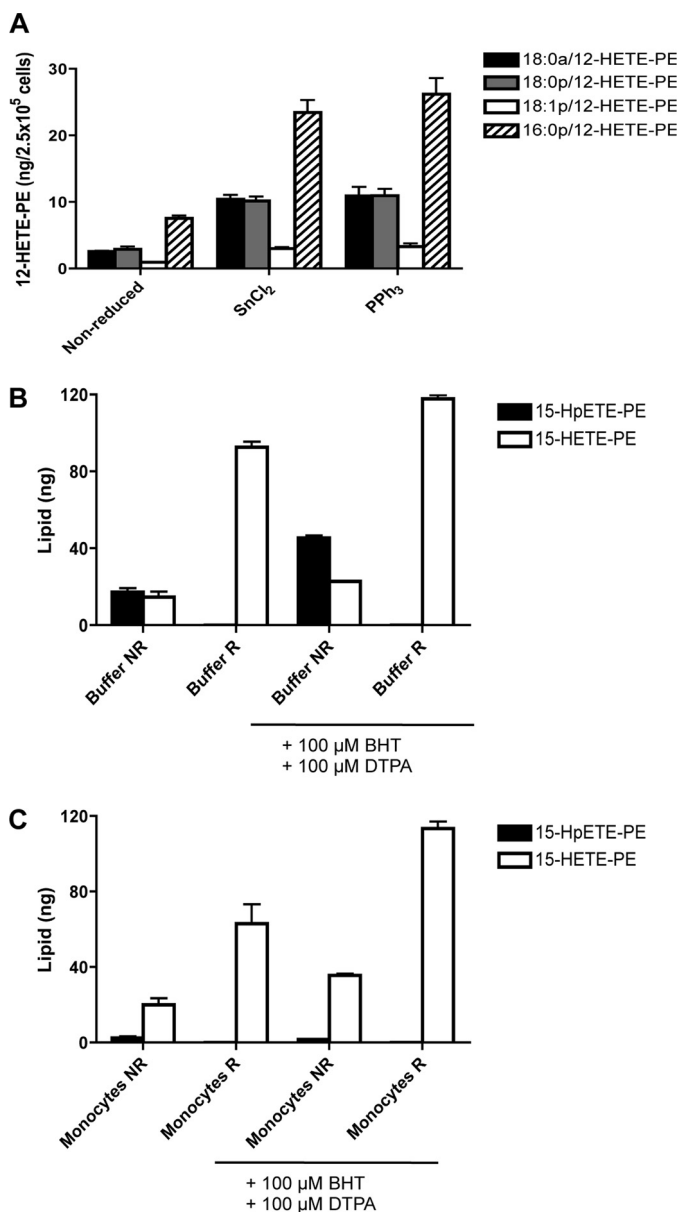 A
12-HETE-PE (ng/2.5x10⁵ cells)
30
20
10
0
Non-reduced
SnCl₂
PPh₃
18:0a/12-HETE-PE
18:0p/12-HETE-PE
18:1p/12-HETE-PE
16:0p/12-HETE-PE
B
Lipid (ng)
120
80
40
0
Buffer NR
Buffer R
Buffer NR
Buffer R
+ 100 µM BHT
+ 100 µM DTPA
15-HpETE-PE
15-HETE-PE
C
Lipid (ng)
120
80
40
0
Monocytes NR
Monocytes R
Monocytes NR
Monocytes R
+ 100 µM BHT
+ 100 µM DTPA
15-HpETE-PE
15-HETE-PE